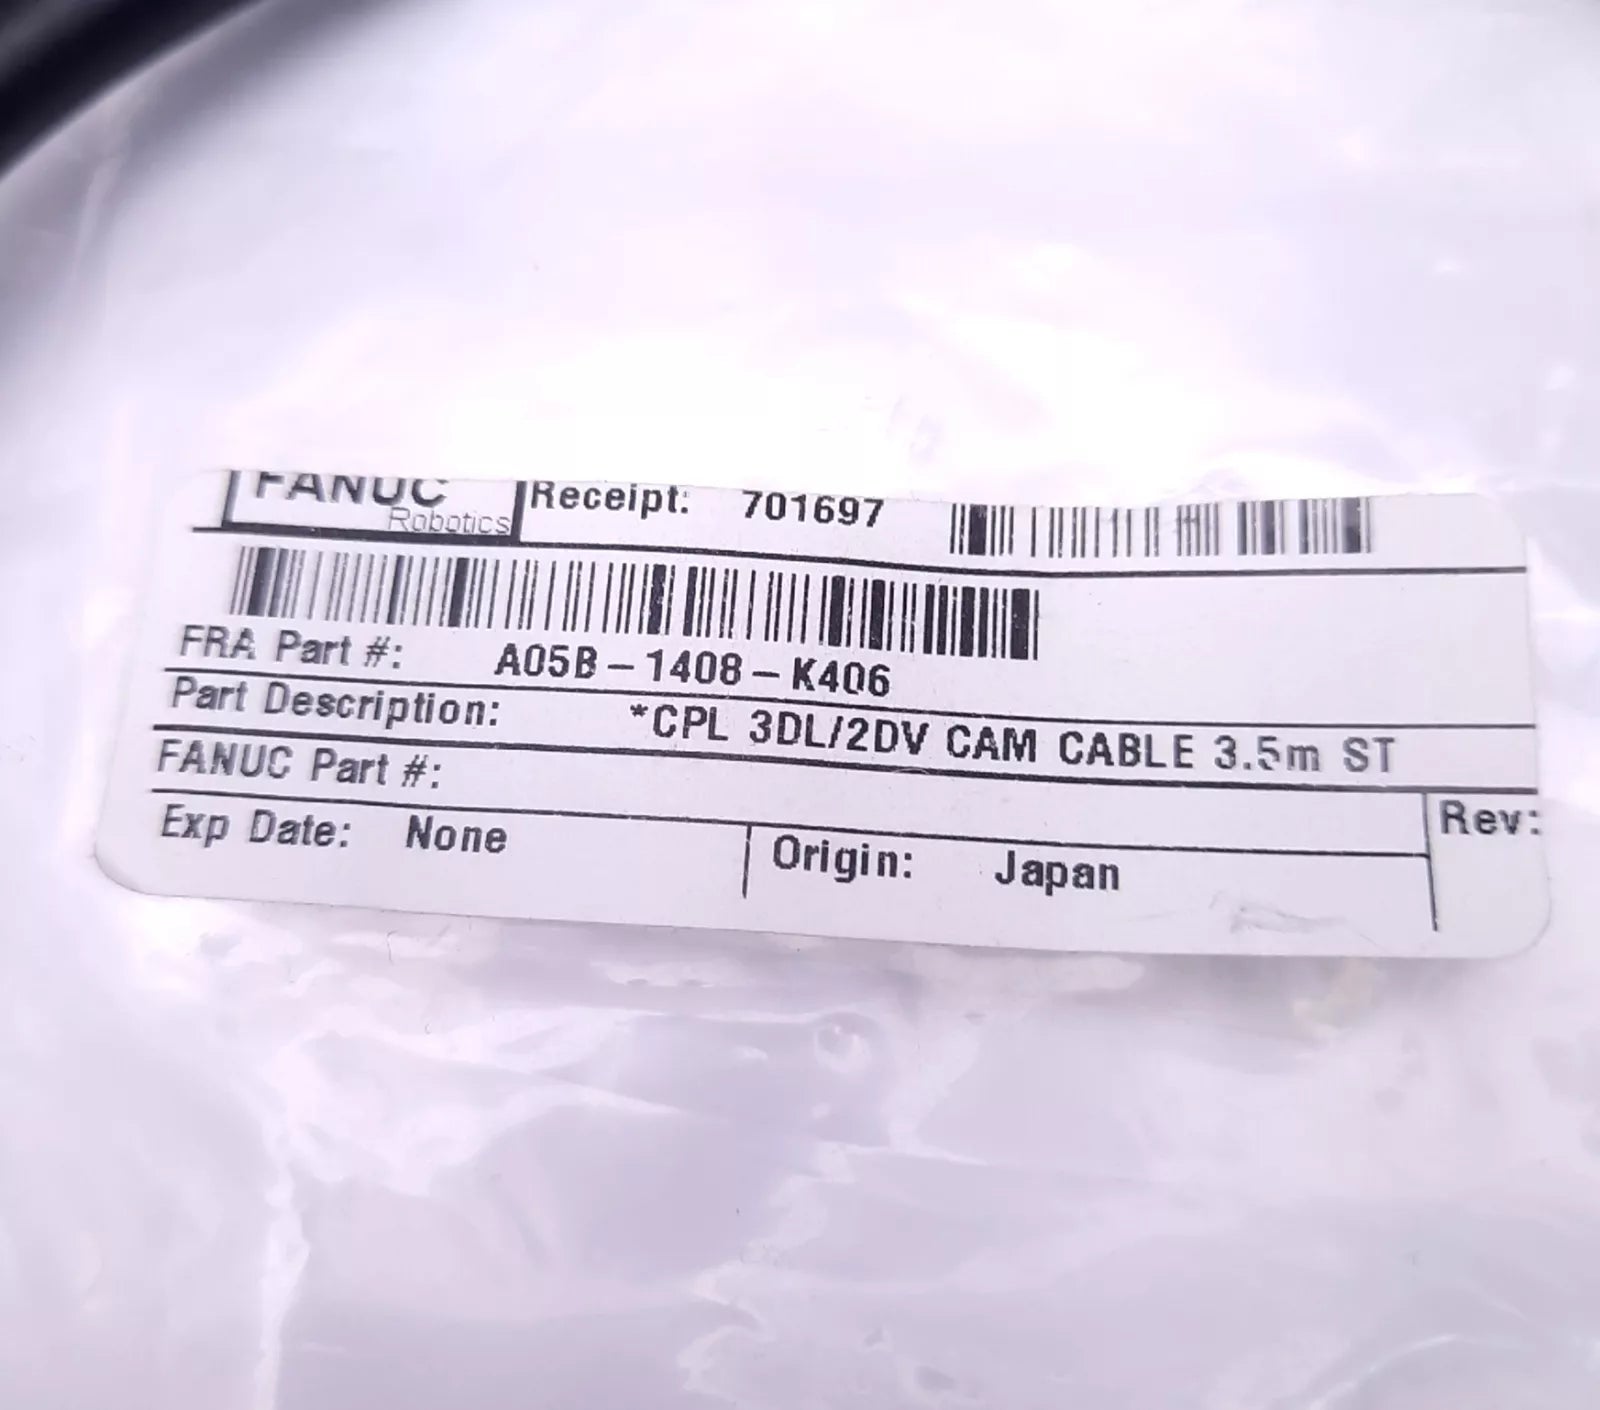 FANUC
Robotics
Receipt: 701697
FRA Part #: A05B-1408-K406
Part Description: *CPL 3DL/2DV CAM CABLE 3.5m ST
FANUC Part #:
Rev:
Exp Date: None
Origin: Japan